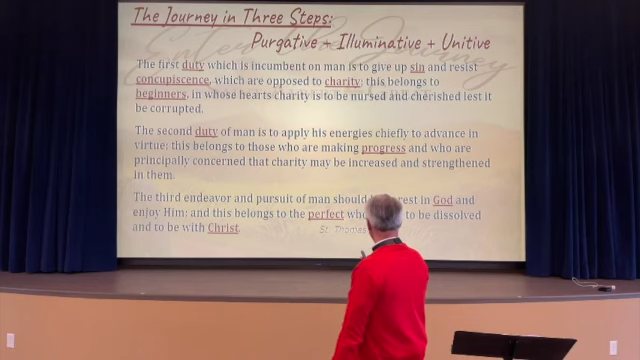 The Journey in Three Steps:
Purgative + Illuminative + Unitive
The first duty which is incumbent on man is to give up sin and resist
concupiscence, which are opposed to charity; this belongs to
beginners, in whose hearts charity is to be nursed and cherished lest it
be corrupted.
The second duty of man is to apply his energies chiefly to advance in
virtue; this belongs to those who are making progress and who are
principally concerned that charity may be increased and strengthened
in them.
The third endeavor and pursuit of man should rest in God and
enjoy Him; and this belongs to the perfect who to be dissolved
and to be with Christ.
St. Thomas